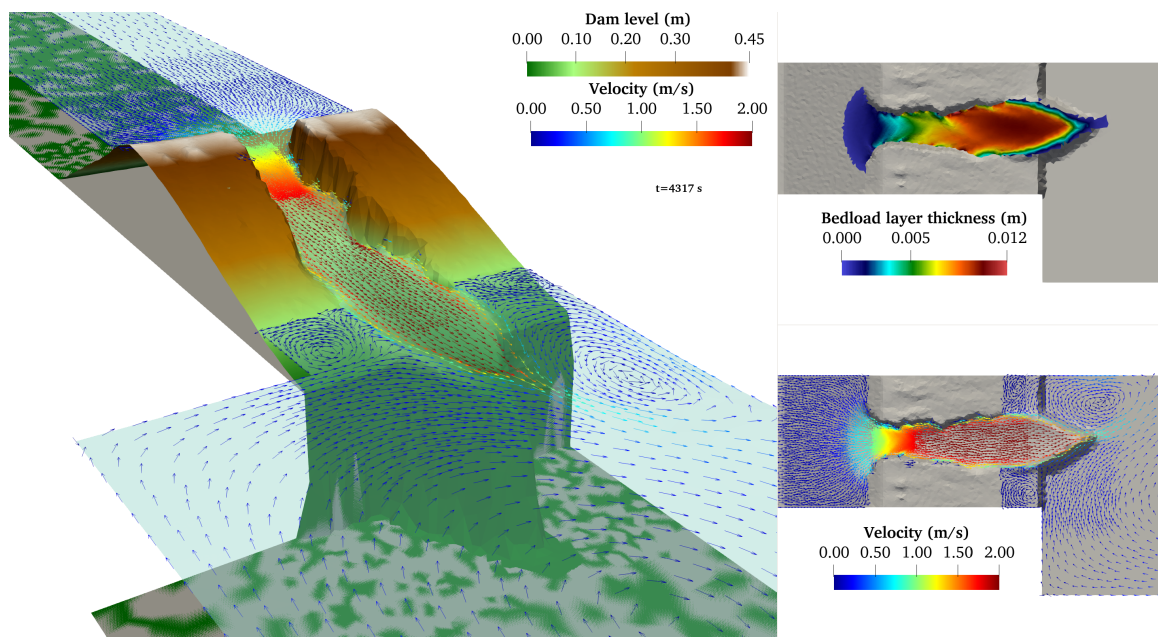 Dam level (m)
0.00 0.10 0.20 0.30 0.45
Velocity (m/s)
0.00 0.50 1.00 1.50 2.00
t=4317 s
Bedload layer thickness (m)
0.000 0.005 0.012
Velocity (m/s)
0.00 0.50 1.00 1.50 2.00